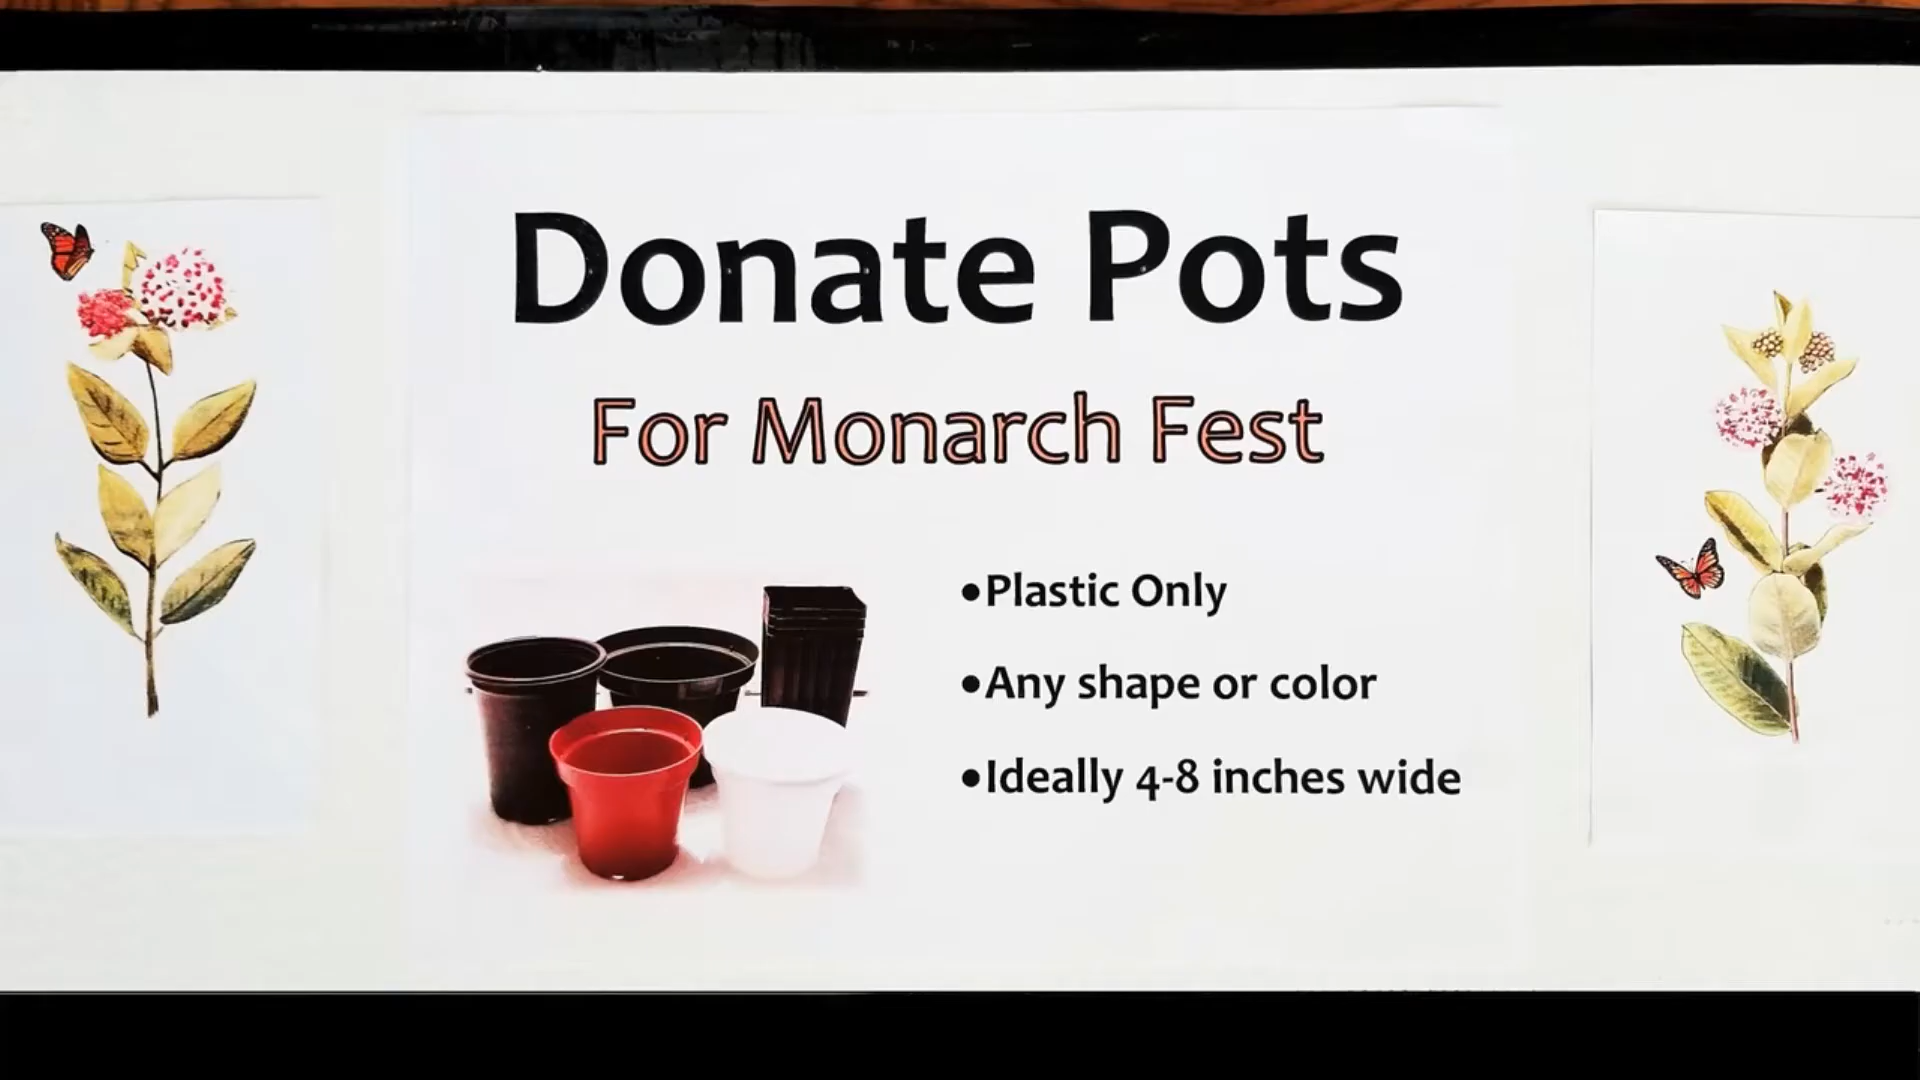 Donate Pots
For Monarch Fest
•Plastic Only
•Any shape or color
•Ideally 4-8 inches wide